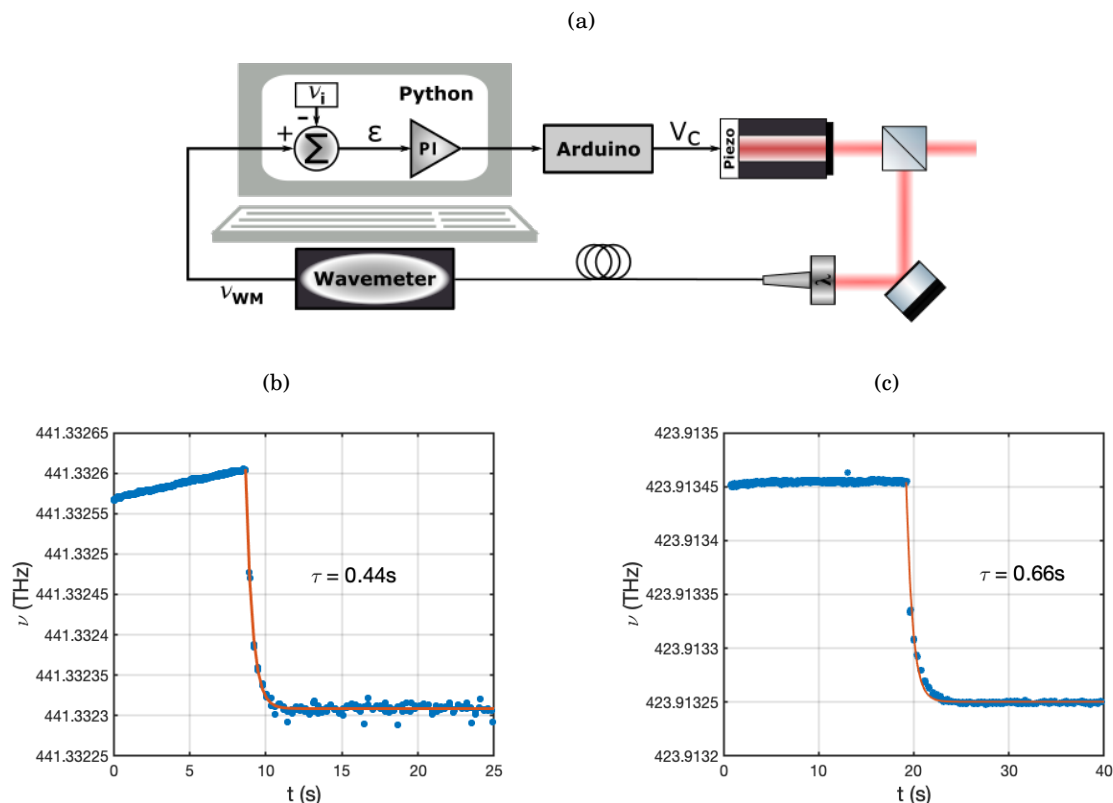 (a)
ν_i
Python
−
+
Σ
ε
PI
Arduino
V_C
Piezo
Wavemeter
ν_WM
λ
(b)
441.33265
441.3326
441.33255
441.3325
441.33245
441.3324
441.33235
441.3323
441.33225
ν (THz)
τ = 0.44s
0 5 10 15 20 25
t (s)
(c)
423.9135
423.91345
423.9134
423.91335
423.9133
423.91325
423.9132
ν (THz)
τ = 0.66s
0 10 20 30 40
t (s)